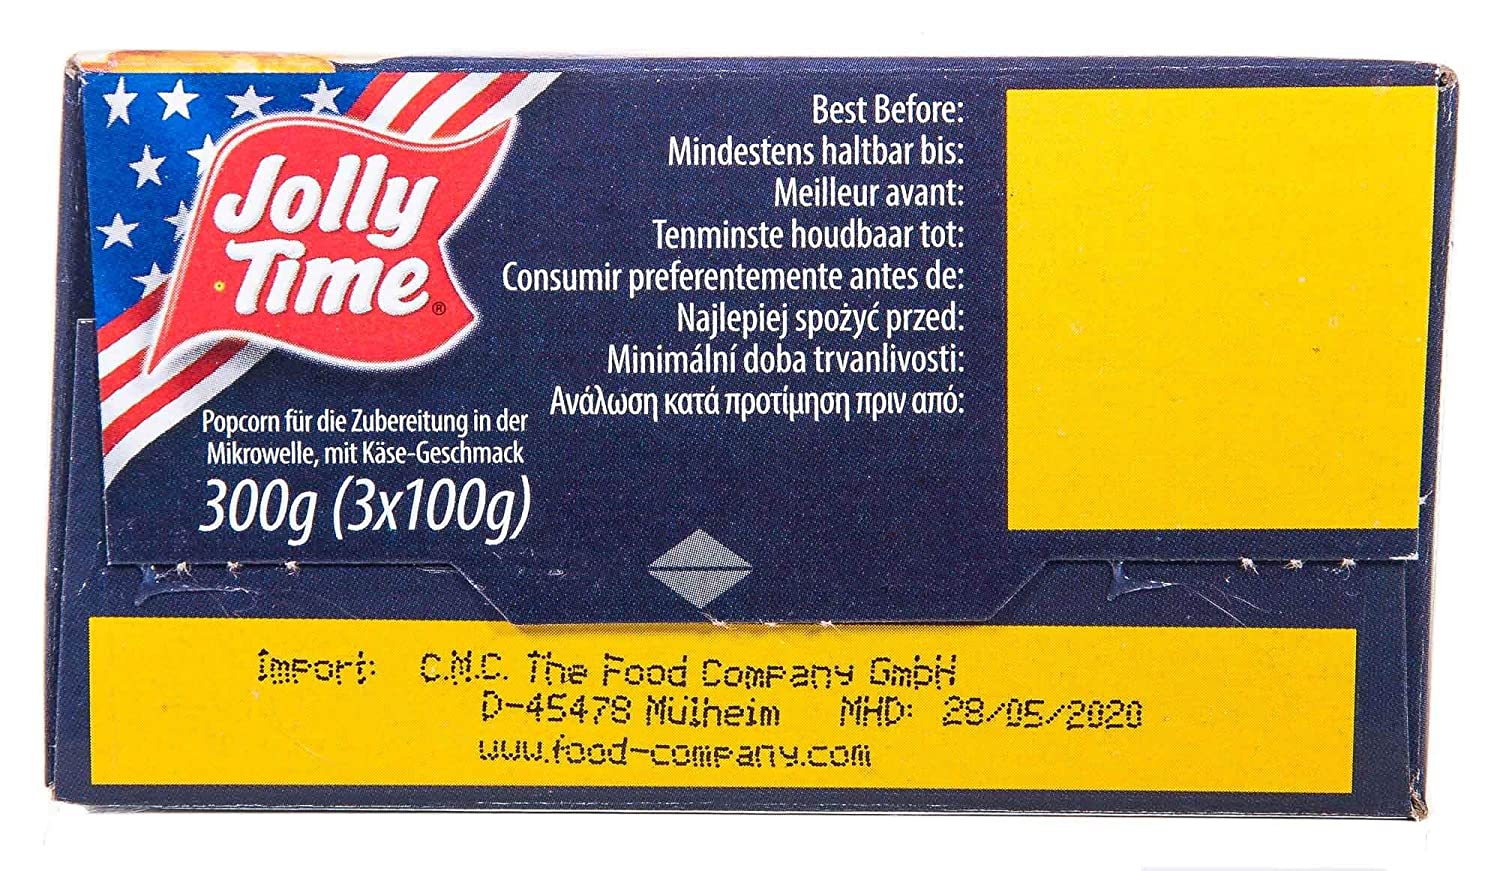 Jolly
Time®
Popcorn für die Zubereitung in der
Mikrowelle, mit Käse-Geschmack
300g (3x100g)
Best Before:
Mindestens haltbar bis:
Meilleur avant:
Tenminste houdbaar tot:
Consumir preferentemente antes de:
Najlepiej spożyć przed:
Minimální doba trvanlivosti:
Ανάλωση κατά προτίμηση πριν από:
Import: C.M.C. The Food Company GmbH
D-45478 Mülheim MHD: 28/05/2020
www.food-company.com